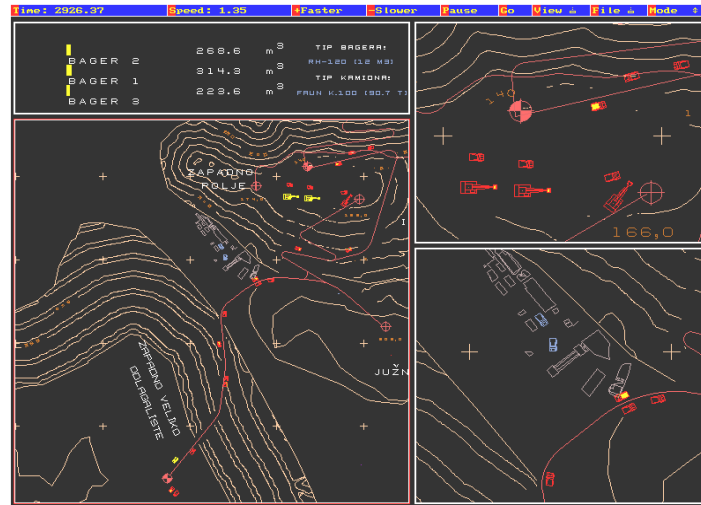 Time: 2926.37 Speed: 1.35 +Faster -Slower Pause Go View File Mode
BAGER 2 268.6 m3
BAGER 1 314.3 m3
BAGER 3 223.6 m3
TIP BAGERA:
RH-120 (12 M3)
TIP KAMIONA:
FAUN K.100 (90.7 T)
ZAPADNO
POLJE
JUŽN
ZAPADNO VELIKO
ODLAGALISTE
140
166,0